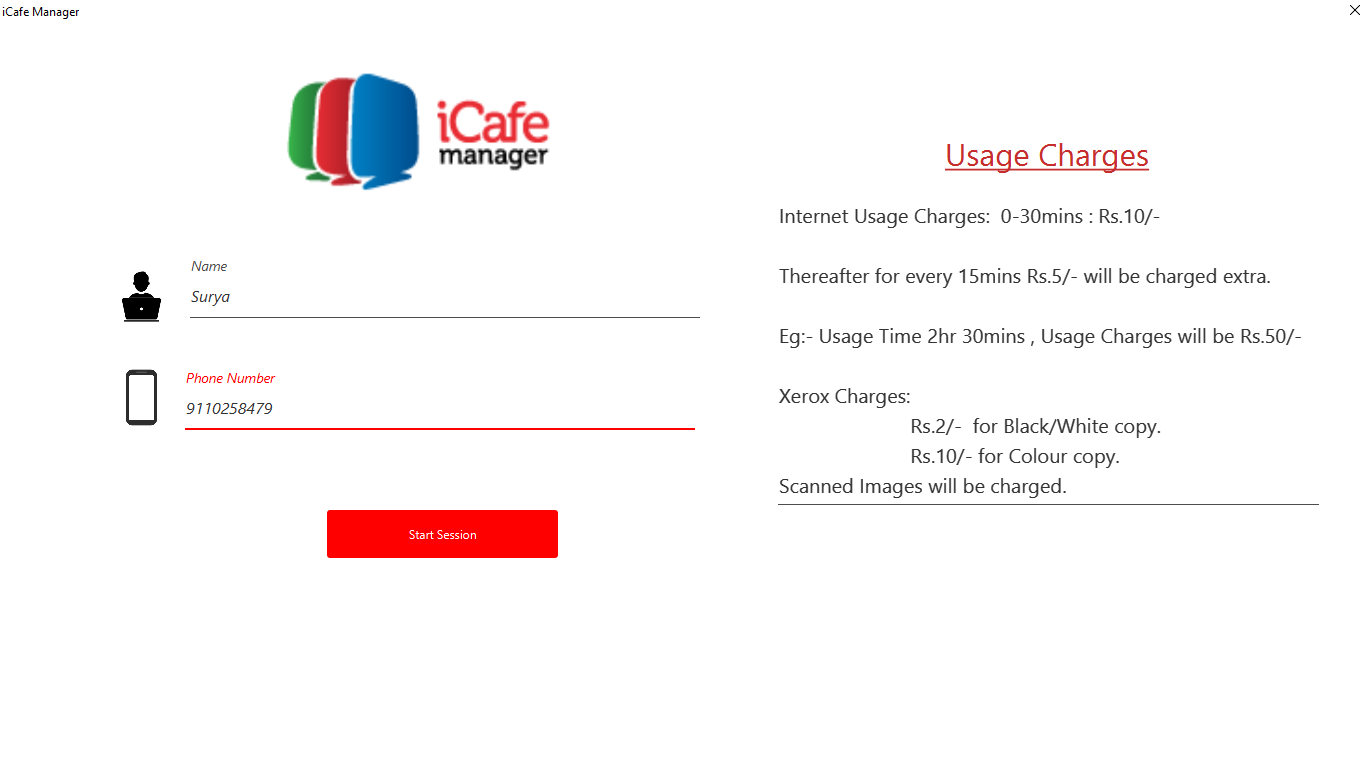 iCafe Manager
iCafe
manager
Name
Surya
Phone Number
9110258479
Start Session
Usage Charges
Internet Usage Charges:  0-30mins : Rs.10/-
Thereafter for every 15mins Rs.5/- will be charged extra.
Eg:- Usage Time 2hr 30mins , Usage Charges will be Rs.50/-
Xerox Charges:
Rs.2/-  for Black/White copy.
Rs.10/- for Colour copy.
Scanned Images will be charged.